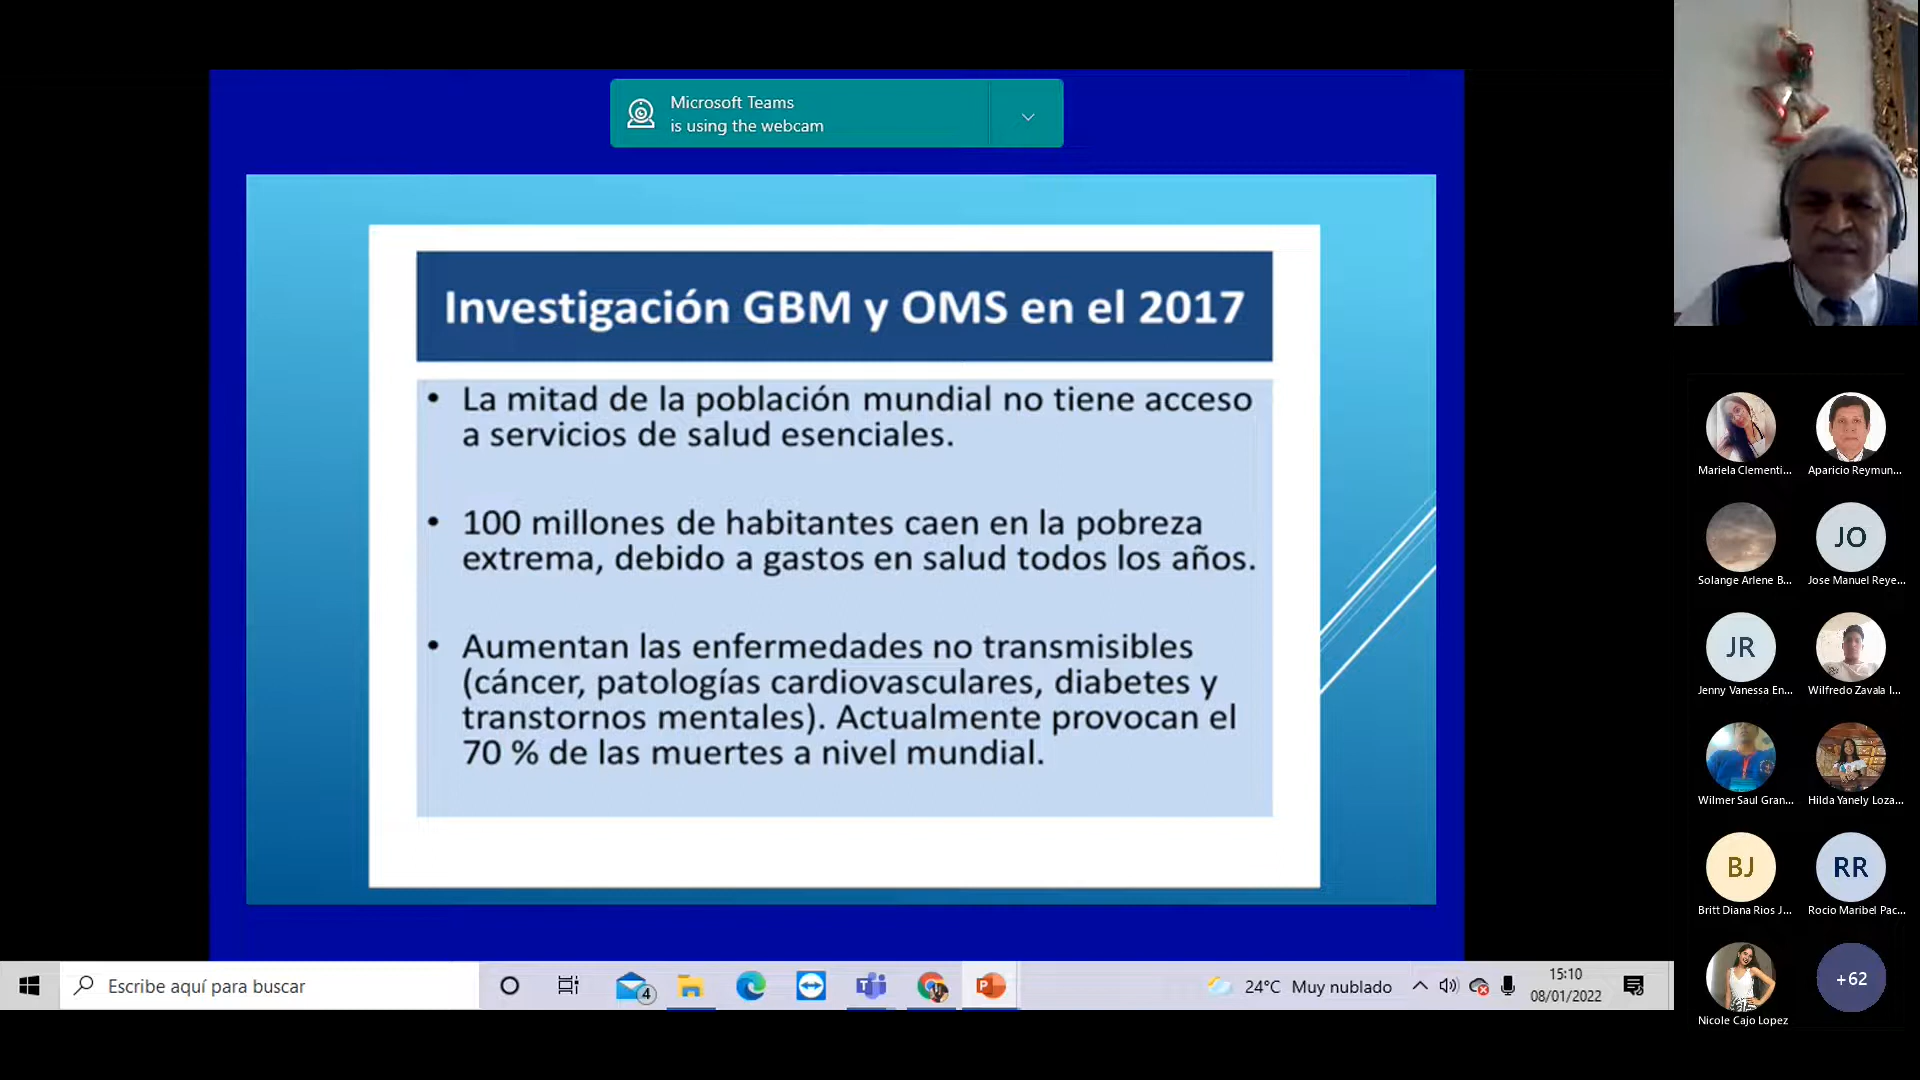 Microsoft Teams
is using the webcam
Investigación GBM y OMS en el 2017
• La mitad de la población mundial no tiene acceso
a servicios de salud esenciales.
• 100 millones de habitantes caen en la pobreza
extrema, debido a gastos en salud todos los años.
• Aumentan las enfermedades no transmisibles
(cáncer, patologías cardiovasculares, diabetes y
transtornos mentales). Actualmente provocan el
70 % de las muertes a nivel mundial.
Mariela Clementi...
Aparicio Reymun...
Solange Arlene B...
JO
Jose Manuel Reye...
JR
Jenny Vanessa En...
Wilfredo Zavala I...
Wilmer Saul Gran...
Hilda Yanely Loza...
BJ
Britt Diana Rios J...
RR
Rocio Maribel Pac...
Nicole Cajo Lopez
+62
Escribe aquí para buscar
4
24°C Muy nublado
15:10
08/01/2022